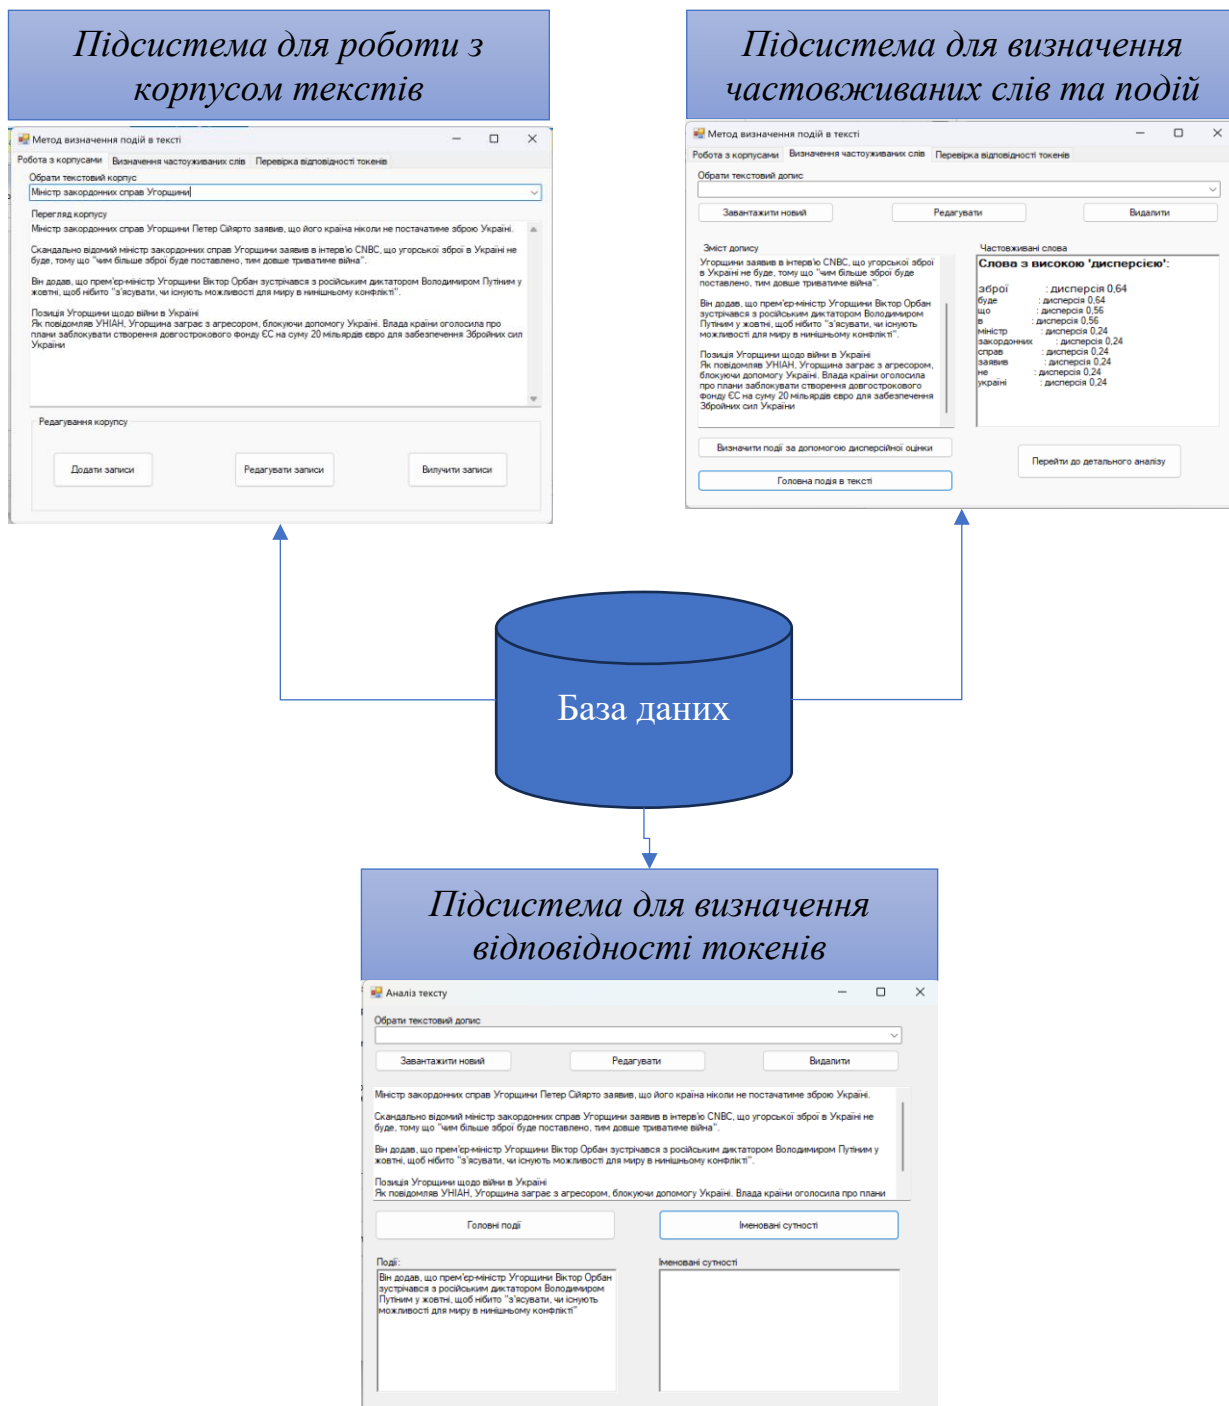 Підсистема для роботи з
корпусом текстів
Метод визначення подій в тексті
Робота з корпусами Визначення частоуживаних слів Перевірка відповідності токенів
Обрати текстовий корпус
Міністр закордонних справ Угорщини
Перегляд корпусу
Міністр закордонних справ Угорщини Петер Сійярто заявив, що його країна ніколи не постачатиме зброю Україні.
Скандально відомий міністр закордонних справ Угорщини заявив в інтерв'ю CNBC, що угорської зброї в Україні не
буде, тому що "чим більше зброї буде поставлено, тим довше триватиме війна".
Він додав, що прем'єр-міністр Угорщини Віктор Орбан зустрічався з російським диктатором Володимиром Путіним у
жовтні, щоб нібито "з'ясувати, чи існують можливості для миру в нинішньому конфлікті".
Позиція Угорщини щодо війни в Україні
Як повідомляв УНІАН, Угорщина заграє з агресором, блокуючи допомогу Україні. Влада країни оголосила про
плани заблокувати створення довгострокового фонду ЄС на суму 20 мільярдів євро для забезпечення Збройних сил
України
Редагування корупсу
Додати записи
Редагувати записи
Вилучити записи
Підсистема для визначення
частовживаних слів та подій
Метод визначення подій в тексті
Робота з корпусами Визначення частоуживаних слів Перевірка відповідності токенів
Обрати текстовий допис
Завантажити новий
Редагувати
Видалити
Зміст допису
Угорщини заявив в інтерв'ю CNBC, що угорської зброї
в Україні не буде, тому що "чим більше зброї буде
поставлено, тим довше триватиме війна".
Він додав, що прем'єр-міністр Угорщини Віктор Орбан
зустрічався з російським диктатором Володимиром
Путіним у жовтні, щоб нібито "з'ясувати, чи існують
можливості для миру в нинішньому конфлікті".
Позиція Угорщини щодо війни в Україні
Як повідомляв УНІАН, Угорщина заграє з агресором,
блокуючи допомогу Україні. Влада країни оголосила
про плани заблокувати створення довгострокового
фонду ЄС на суму 20 мільярдів євро для забезпечення
Збройних сил України
Частовживані слова
Слова з високою 'дисперсією':
зброї : дисперсія 0,64
буде : дисперсія 0,64
що : дисперсія 0,56
в : дисперсія 0,56
міністр : дисперсія 0,24
закордонних : дисперсія 0,24
справ : дисперсія 0,24
заявив : дисперсія 0,24
не : дисперсія 0,24
україні : дисперсія 0,24
Визначити події за допомогою дисперсійної оцінки
Перейти до детального аналізу
Головна подія в тексті
База даних
Підсистема для визначення
відповідності токенів
Аналіз тексту
Обрати текстовий допис
Завантажити новий
Редагувати
Видалити
Міністр закордонних справ Угорщини Петер Сійярто заявив, що його країна ніколи не постачатиме зброю Україні.
Скандально відомий міністр закордонних справ Угорщини заявив в інтерв'ю CNBC, що угорської зброї в Україні не
буде, тому що "чим більше зброї буде поставлено, тим довше триватиме війна".
Він додав, що прем'єр-міністр Угорщини Віктор Орбан зустрічався з російським диктатором Володимиром Путіним у
жовтні, щоб нібито "з'ясувати, чи існують можливості для миру в нинішньому конфлікті".
Позиція Угорщини щодо війни в Україні
Як повідомляв УНІАН, Угорщина заграє з агресором, блокуючи допомогу Україні. Влада країни оголосила про плани
Головні події
Іменовані сутності
Події:
Він додав, що прем'єр-міністр Угорщини Віктор Орбан
зустрічався з російським диктатором Володимиром
Путіним у жовтні, щоб нібито "з'ясувати, чи існують
можливості для миру в нинішньому конфлікті"
Іменовані сутності